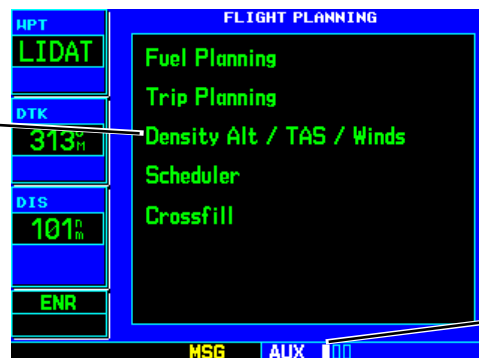 WPT
LIDAT
DTK
313°M
DIS
101nm
ENR
FLIGHT PLANNING
Fuel Planning
Trip Planning
Density Alt / TAS / Winds
Scheduler
Crossfill
MSG
AUX